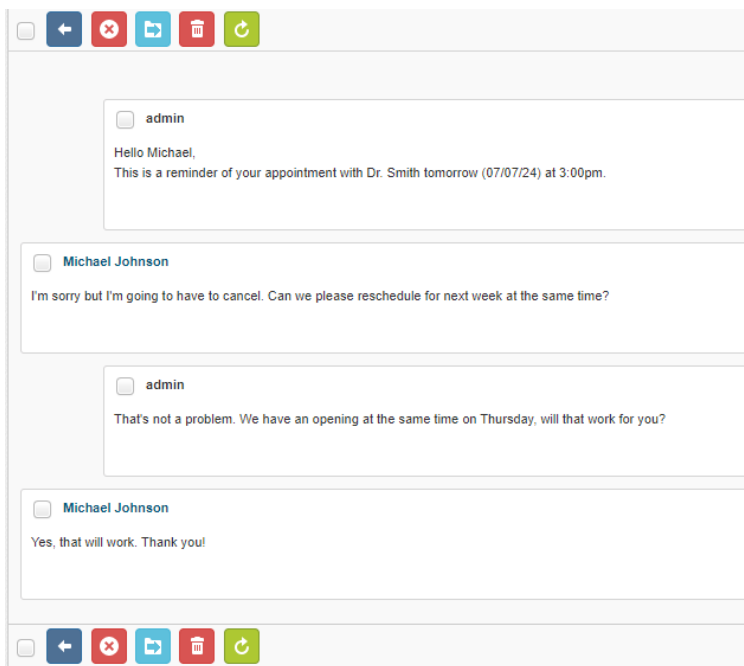 admin
Hello Michael,
This is a reminder of your appointment with Dr. Smith tomorrow (07/07/24) at 3:00pm.
Michael Johnson
I'm sorry but I'm going to have to cancel. Can we please reschedule for next week at the same time?
admin
That's not a problem. We have an opening at the same time on Thursday, will that work for you?
Michael Johnson
Yes, that will work. Thank you!